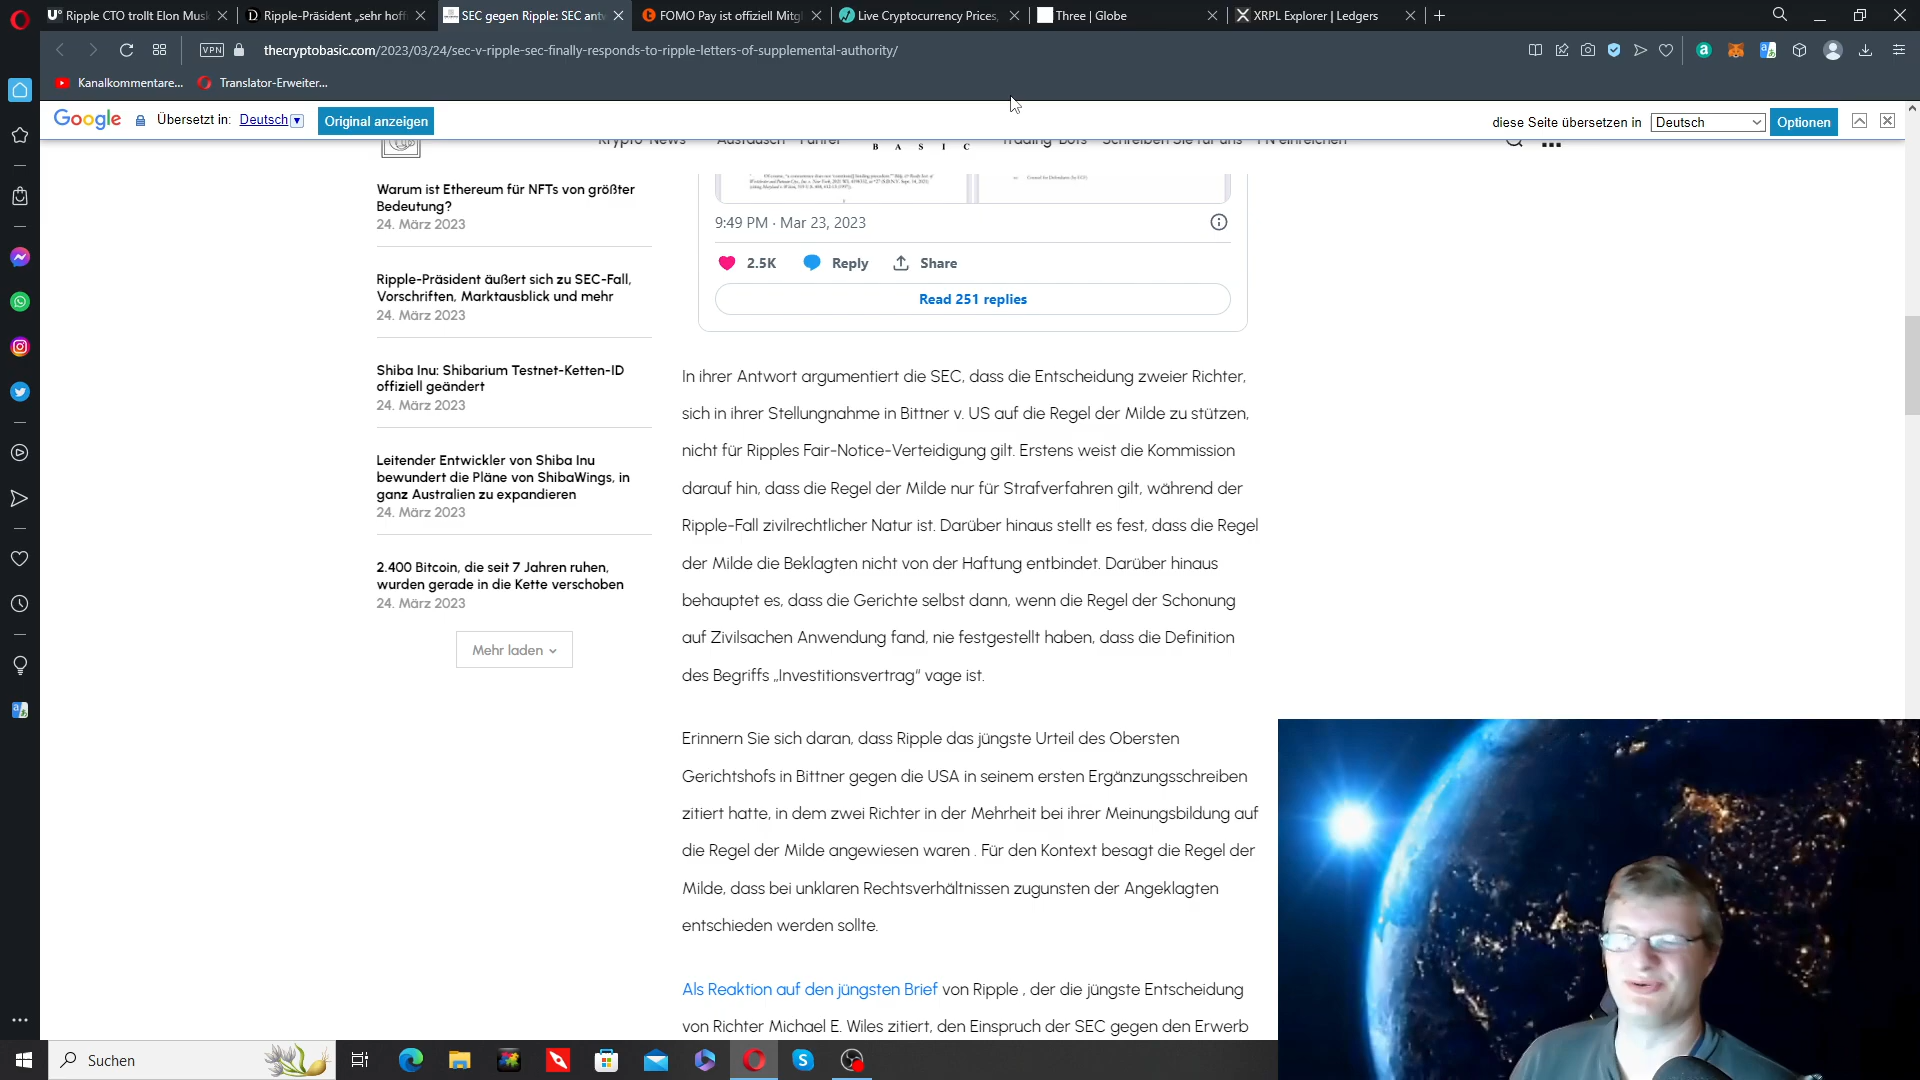 Ripple CTO trollt Elon Musk
Ripple-Präsident „sehr hoff
SEC gegen Ripple: SEC antw
FOMO Pay ist offiziell Mitgl
Live Cryptocurrency Prices,
Three | Globe
XRPL Explorer | Ledgers
VPN
thecryptobasic.com/2023/03/24/sec-v-ripple-sec-finally-responds-to-ripple-letters-of-supplemental-authority/
Kanalkommentare...
Translator-Erweiter...
Google
Übersetzt in: Deutsch
Original anzeigen
diese Seite übersetzen in
Deutsch
Optionen
Krypto-News
Austausch
Führer
BASIC
Trading-Bots
Schreiben Sie für uns
PR einreichen
Warum ist Ethereum für NFTs von größter
Bedeutung?
24. März 2023
Ripple-Präsident äußert sich zu SEC-Fall,
Vorschriften, Marktausblick und mehr
24. März 2023
Shiba Inu: Shibarium Testnet-Ketten-ID
offiziell geändert
24. März 2023
Leitender Entwickler von Shiba Inu
bewundert die Pläne von ShibaWings, in
ganz Australien zu expandieren
24. März 2023
2.400 Bitcoin, die seit 7 Jahren ruhen,
wurden gerade in die Kette verschoben
24. März 2023
Mehr laden
9:49 PM · Mar 23, 2023
2.5K
Reply
Share
Read 251 replies
In ihrer Antwort argumentiert die SEC, dass die Entscheidung zweier Richter,
sich in ihrer Stellungnahme in Bittner v. US auf die Regel der Milde zu stützen,
nicht für Ripples Fair-Notice-Verteidigung gilt. Erstens weist die Kommission
darauf hin, dass die Regel der Milde nur für Strafverfahren gilt, während der
Ripple-Fall zivilrechtlicher Natur ist. Darüber hinaus stellt es fest, dass die Regel
der Milde die Beklagten nicht von der Haftung entbindet. Darüber hinaus
behauptet es, dass die Gerichte selbst dann, wenn die Regel der Schonung
auf Zivilsachen Anwendung fand, nie festgestellt haben, dass die Definition
des Begriffs „Investitionsvertrag“ vage ist.
Erinnern Sie sich daran, dass Ripple das jüngste Urteil des Obersten
Gerichtshofs in Bittner gegen die USA in seinem ersten Ergänzungsschreiben
zitiert hatte, in dem zwei Richter in der Mehrheit bei ihrer Meinungsbildung auf
die Regel der Milde angewiesen waren . Für den Kontext besagt die Regel der
Milde, dass bei unklaren Rechtsverhältnissen zugunsten der Angeklagten
entschieden werden sollte.
Als Reaktion auf den jüngsten Brief von Ripple , der die jüngste Entscheidung
von Richter Michael E. Wiles zitiert, den Einspruch der SEC gegen den Erwerb
Suchen